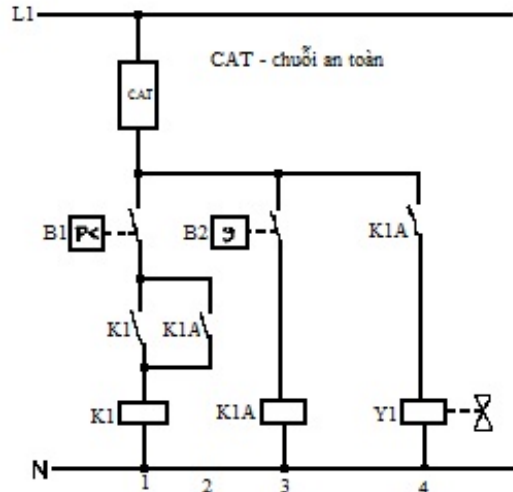 L1
CAT - chuỗi an toàn
CAT
B1 P< B2 θ K1A
K1 K1A
K1 K1A Y1
N
1 2 3 4